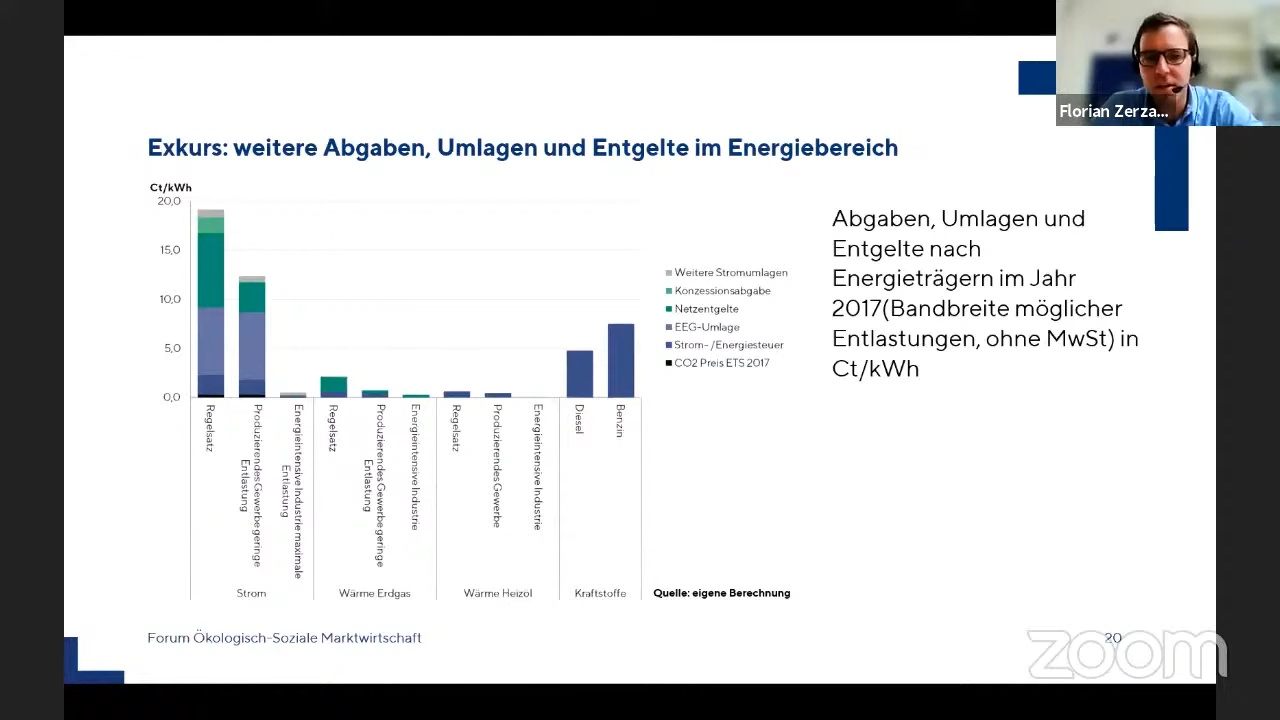 Florian Zerza...
Exkurs: weitere Abgaben, Umlagen und Entgelte im Energiebereich
Ct/kWh
20,0
15,0
10,0
5,0
0,0
Weitere Stromumlagen
Konzessionsabgabe
Netzentgelte
EEG-Umlage
Strom-/Energiesteuer
CO2 Preis ETS 2017
Abgaben, Umlagen und
Entgelte nach
Energieträgern im Jahr
2017(Bandbreite möglicher
Entlastungen, ohne MwSt) in
Ct/kWh
Regelsatz
Produzierendes Gewerbe geringe
Entlastung
Energieintensive Industrie maximale
Entlastung
Regelsatz
Produzierendes Gewerbe geringe
Entlastung
Energieintensive Industrie
Regelsatz
Produzierendes Gewerbe
Energieintensive Industrie
Diesel
Benzin
Strom
Wärme Erdgas
Wärme Heizöl
Kraftstoffe
Quelle: eigene Berechnung
Forum Ökologisch-Soziale Marktwirtschaft
20
zoom